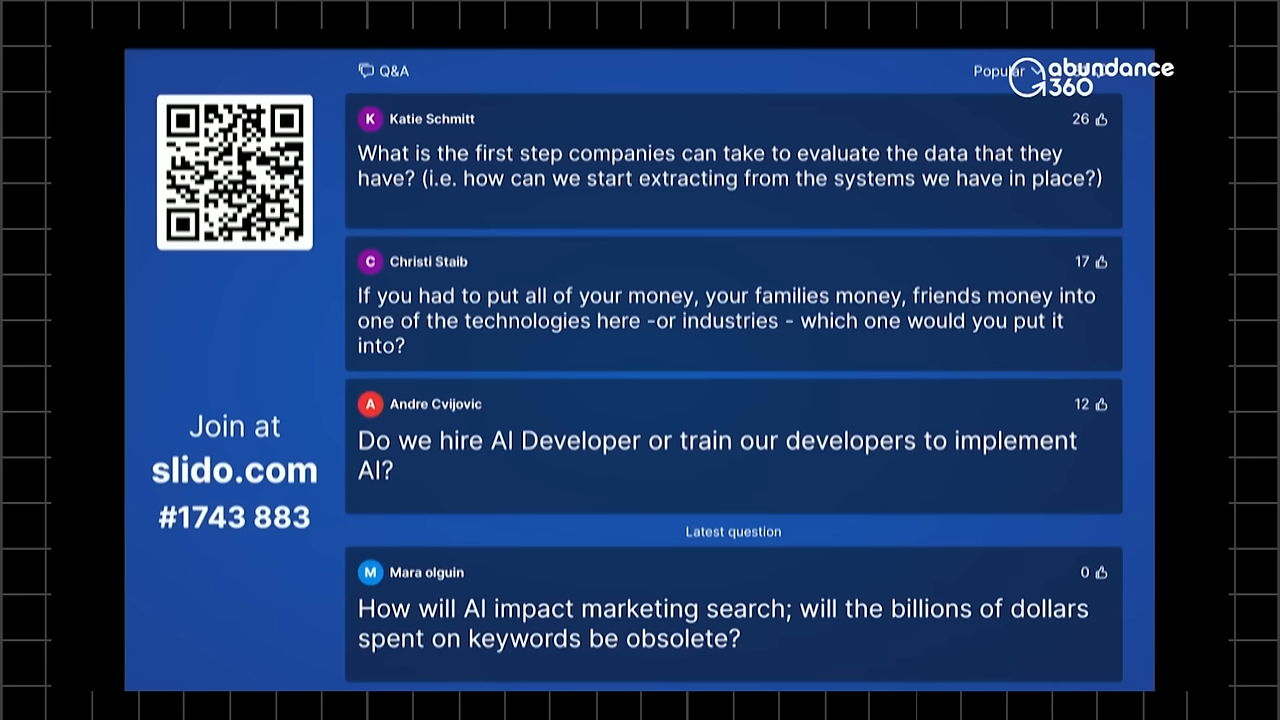 Q&A
Popular
abundance
360
K Katie Schmitt
26
What is the first step companies can take to evaluate the data that they
have? (i.e. how can we start extracting from the systems we have in place?)
C Christi Staib
17
If you had to put all of your money, your families money, friends money into
one of the technologies here -or industries - which one would you put it
into?
A Andre Cvijovic
12
Do we hire AI Developer or train our developers to implement
AI?
Join at
slido.com
#1743 883
Latest question
M Mara olguin
0
How will AI impact marketing search; will the billions of dollars
spent on keywords be obsolete?